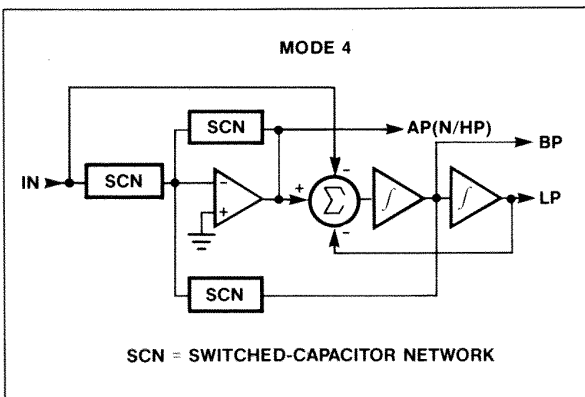 MODE 4
SCN
AP(N/HP)
BP
IN
SCN
-
+
+
-
Σ
-
∫
∫
LP
SCN
SCN = SWITCHED-CAPACITOR NETWORK